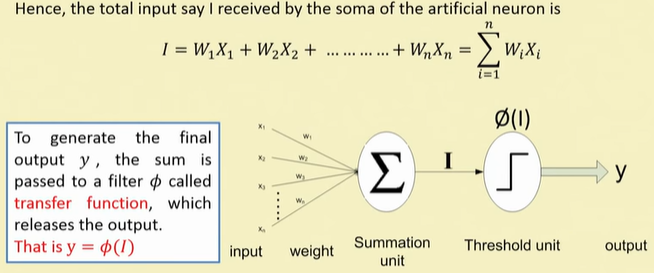 Hence, the total input say I received by the soma of the artificial neuron is
I = W₁X₁ + W₂X₂ + ... ... ... ... + WₙXₙ = ∑ⁿᵢ₌₁ WᵢXᵢ
To generate the final
output y, the sum is
passed to a filter ϕ called
transfer function, which
releases the output.
That is y = ϕ(I)
X₁
X₂
X₃
Xₙ
W₁
W₂
W₃
Wₙ
∑
I
Ø(I)
y
input
weight
Summation
unit
Threshold unit
output